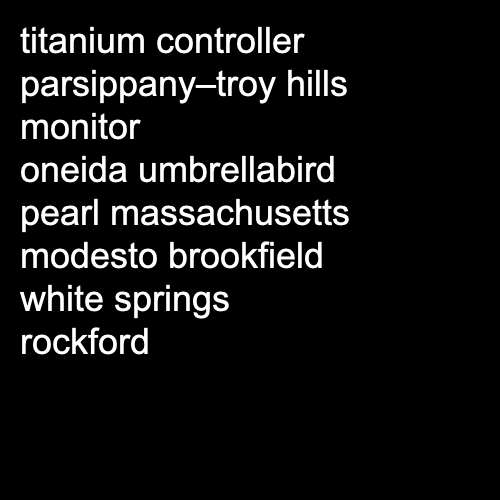 titanium controller
parsippany–troy hills
monitor
oneida umbrellabird
pearl massachusetts
modesto brookfield
white springs
rockford